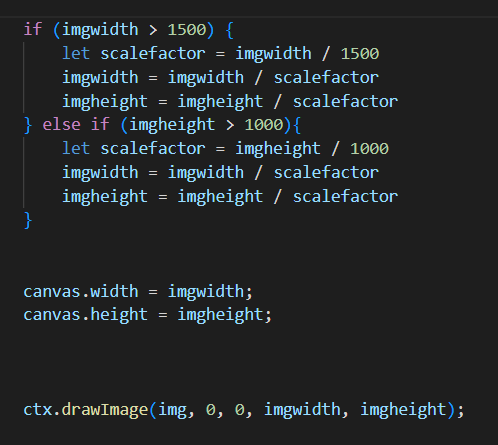 if (imgwidth > 1500) {
    let scalefactor = imgwidth / 1500
    imgwidth = imgwidth / scalefactor
    imgheight = imgheight / scalefactor
} else if (imgheight > 1000){
    let scalefactor = imgheight / 1000
    imgwidth = imgwidth / scalefactor
    imgheight = imgheight / scalefactor
}
canvas.width = imgwidth;
canvas.height = imgheight;
ctx.drawImage(img, 0, 0, imgwidth, imgheight);